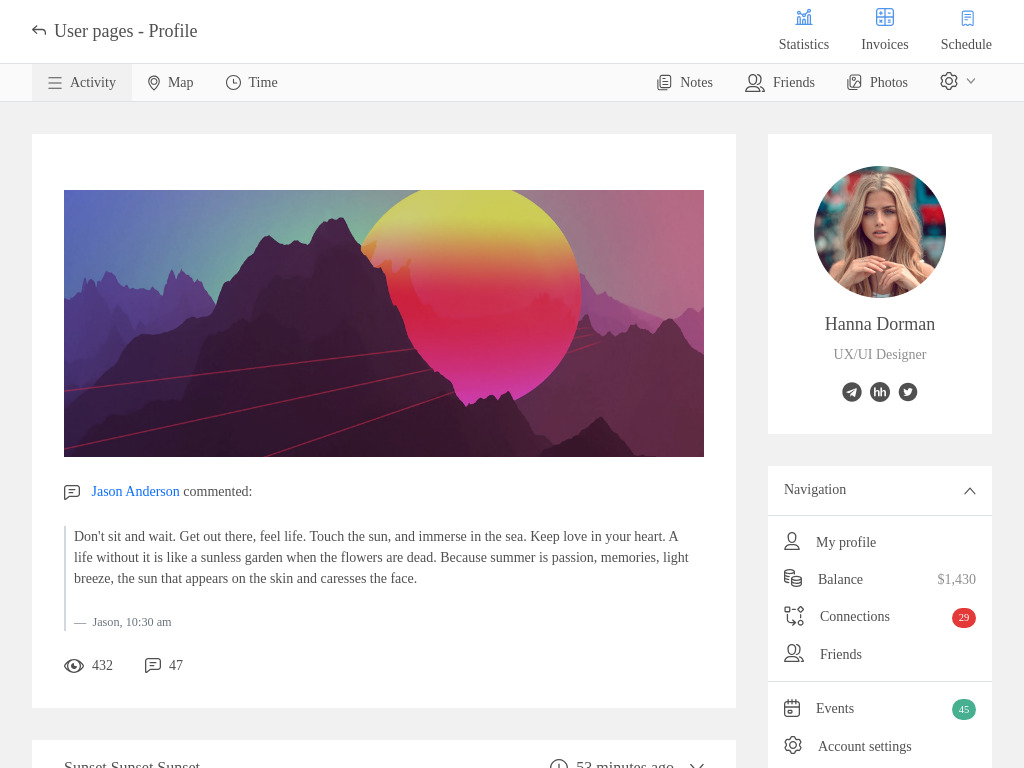 User pages - Profile
Statistics
Invoices
Schedule
Activity
Map
Time
Notes
Friends
Photos
Jason Anderson commented:
Don't sit and wait. Get out there, feel life. Touch the sun, and immerse in the sea. Keep love in your heart. A
life without it is like a sunless garden when the flowers are dead. Because summer is passion, memories, light
breeze, the sun that appears on the skin and caresses the face.
— Jason, 10:30 am
432
47
Sunset Sunset Sunset
53 minutes ago
Hanna Dorman
UX/UI Designer
hh
Navigation
My profile
Balance
$1,430
Connections
29
Friends
Events
45
Account settings